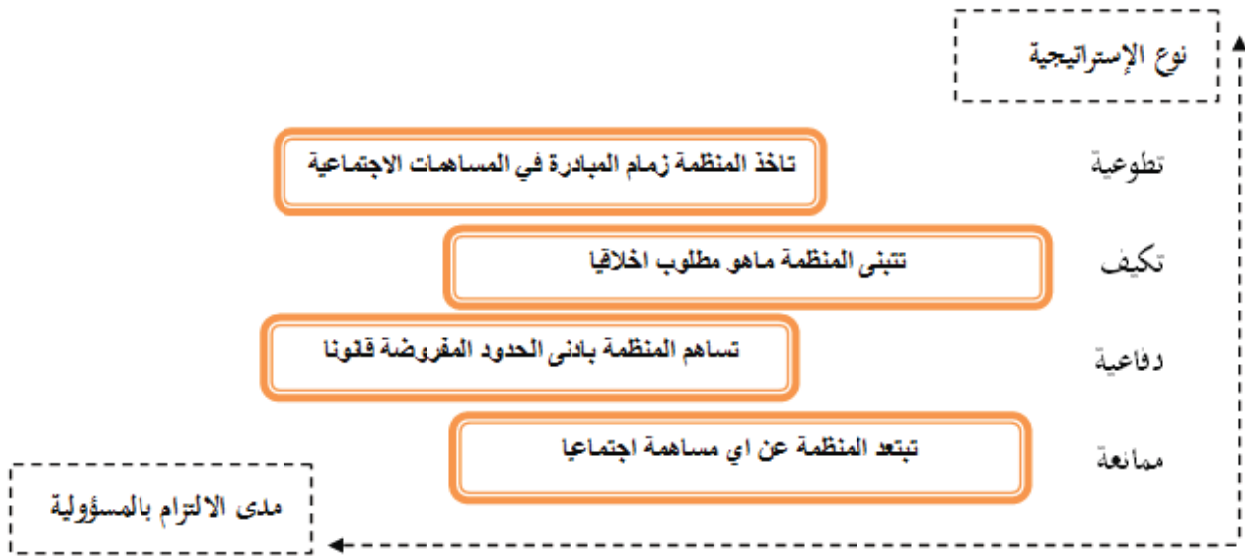 نوع الإستراتيجية
تطوعية
تاخذ المنظمة زمام المبادرة في المساهمات الاجتماعية
تكيف
تتبنى المنظمة ماهو مطلوب اخلاقيا
دفاعية
تساهم المنظمة بادنى الحدود المفروضة قانونا
ممانعة
تبتعد المنظمة عن اي مساهمة اجتماعيا
مدى الالتزام بالمسؤولية